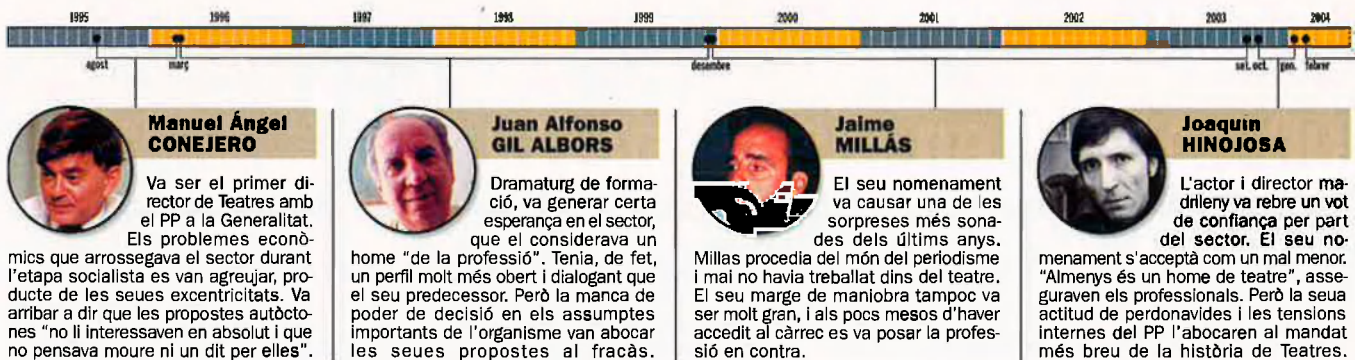 1995 1996 1997 1998 1999 2000 2001 2002 2003 2004
agost març desembre set. oct. gen. febrer
Manuel Ángel
CONEJERO
Va ser el primer di-
rector de Teatres amb
el PP a la Generalitat.
Els problemes econò-
mics que arrossegava el sector durant
l'etapa socialista es van agreujar, pro-
ducte de les seues excentricitats. Va
arribar a dir que les propostes autòcto-
nes "no li interessaven en absolut i que
no pensava moure ni un dit per elles".
Juan Alfonso
GIL ALBORS
Dramaturg de forma-
ció, va generar certa
esperança en el sector,
que el considerava un
home "de la professió". Tenia, de fet,
un perfil molt més obert i dialogant que
el seu predecessor. Però la manca de
poder de decisió en els assumptes
importants de l'organisme van abocar
les seues propostes al fracàs.
Jaime
MILLÁS
El seu nomenament
va causar una de les
sorpreses més sona-
des dels últims anys.
Millas procedia del món del periodisme
i mai no havia treballat dins del teatre.
El seu marge de maniobra tampoc va
ser molt gran, i als pocs mesos d'haver
accedit al càrrec es va posar la profes-
sió en contra.
Joaquin
HINOJOSA
L'actor i director ma-
drileny va rebre un vot
de confiança per part
del sector. El seu no-
menament s'acceptà com un mal menor.
"Almenys és un home de teatre", asse-
guraven els professionals. Però la seua
actitud de perdonavides i les tensions
internes del PP l'abocaren al mandat
més breu de la història de Teatres.